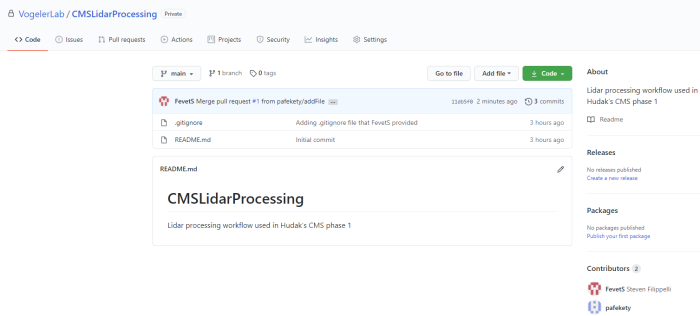 VogelerLab / CMSLidarProcessing Private
Code Issues Pull requests Actions Projects Security Insights Settings
main 1 branch 0 tags Go to file Add file Code
FevetS Merge pull request #1 from pafekety/addFile ... 2 minutes ago 3 commits
.gitignore Adding .gitignore file that FevetS provided 3 hours ago
README.md Initial commit 3 hours ago
README.md
CMSLidarProcessing
Lidar processing workflow used in Hudak's CMS phase 1
About
Lidar processing workflow used in
Hudak's CMS phase 1
Readme
Releases
No releases published
Create a new release
Packages
No packages published
Publish your first package
Contributors 2
FevetS Steven Filippelli
pafekety